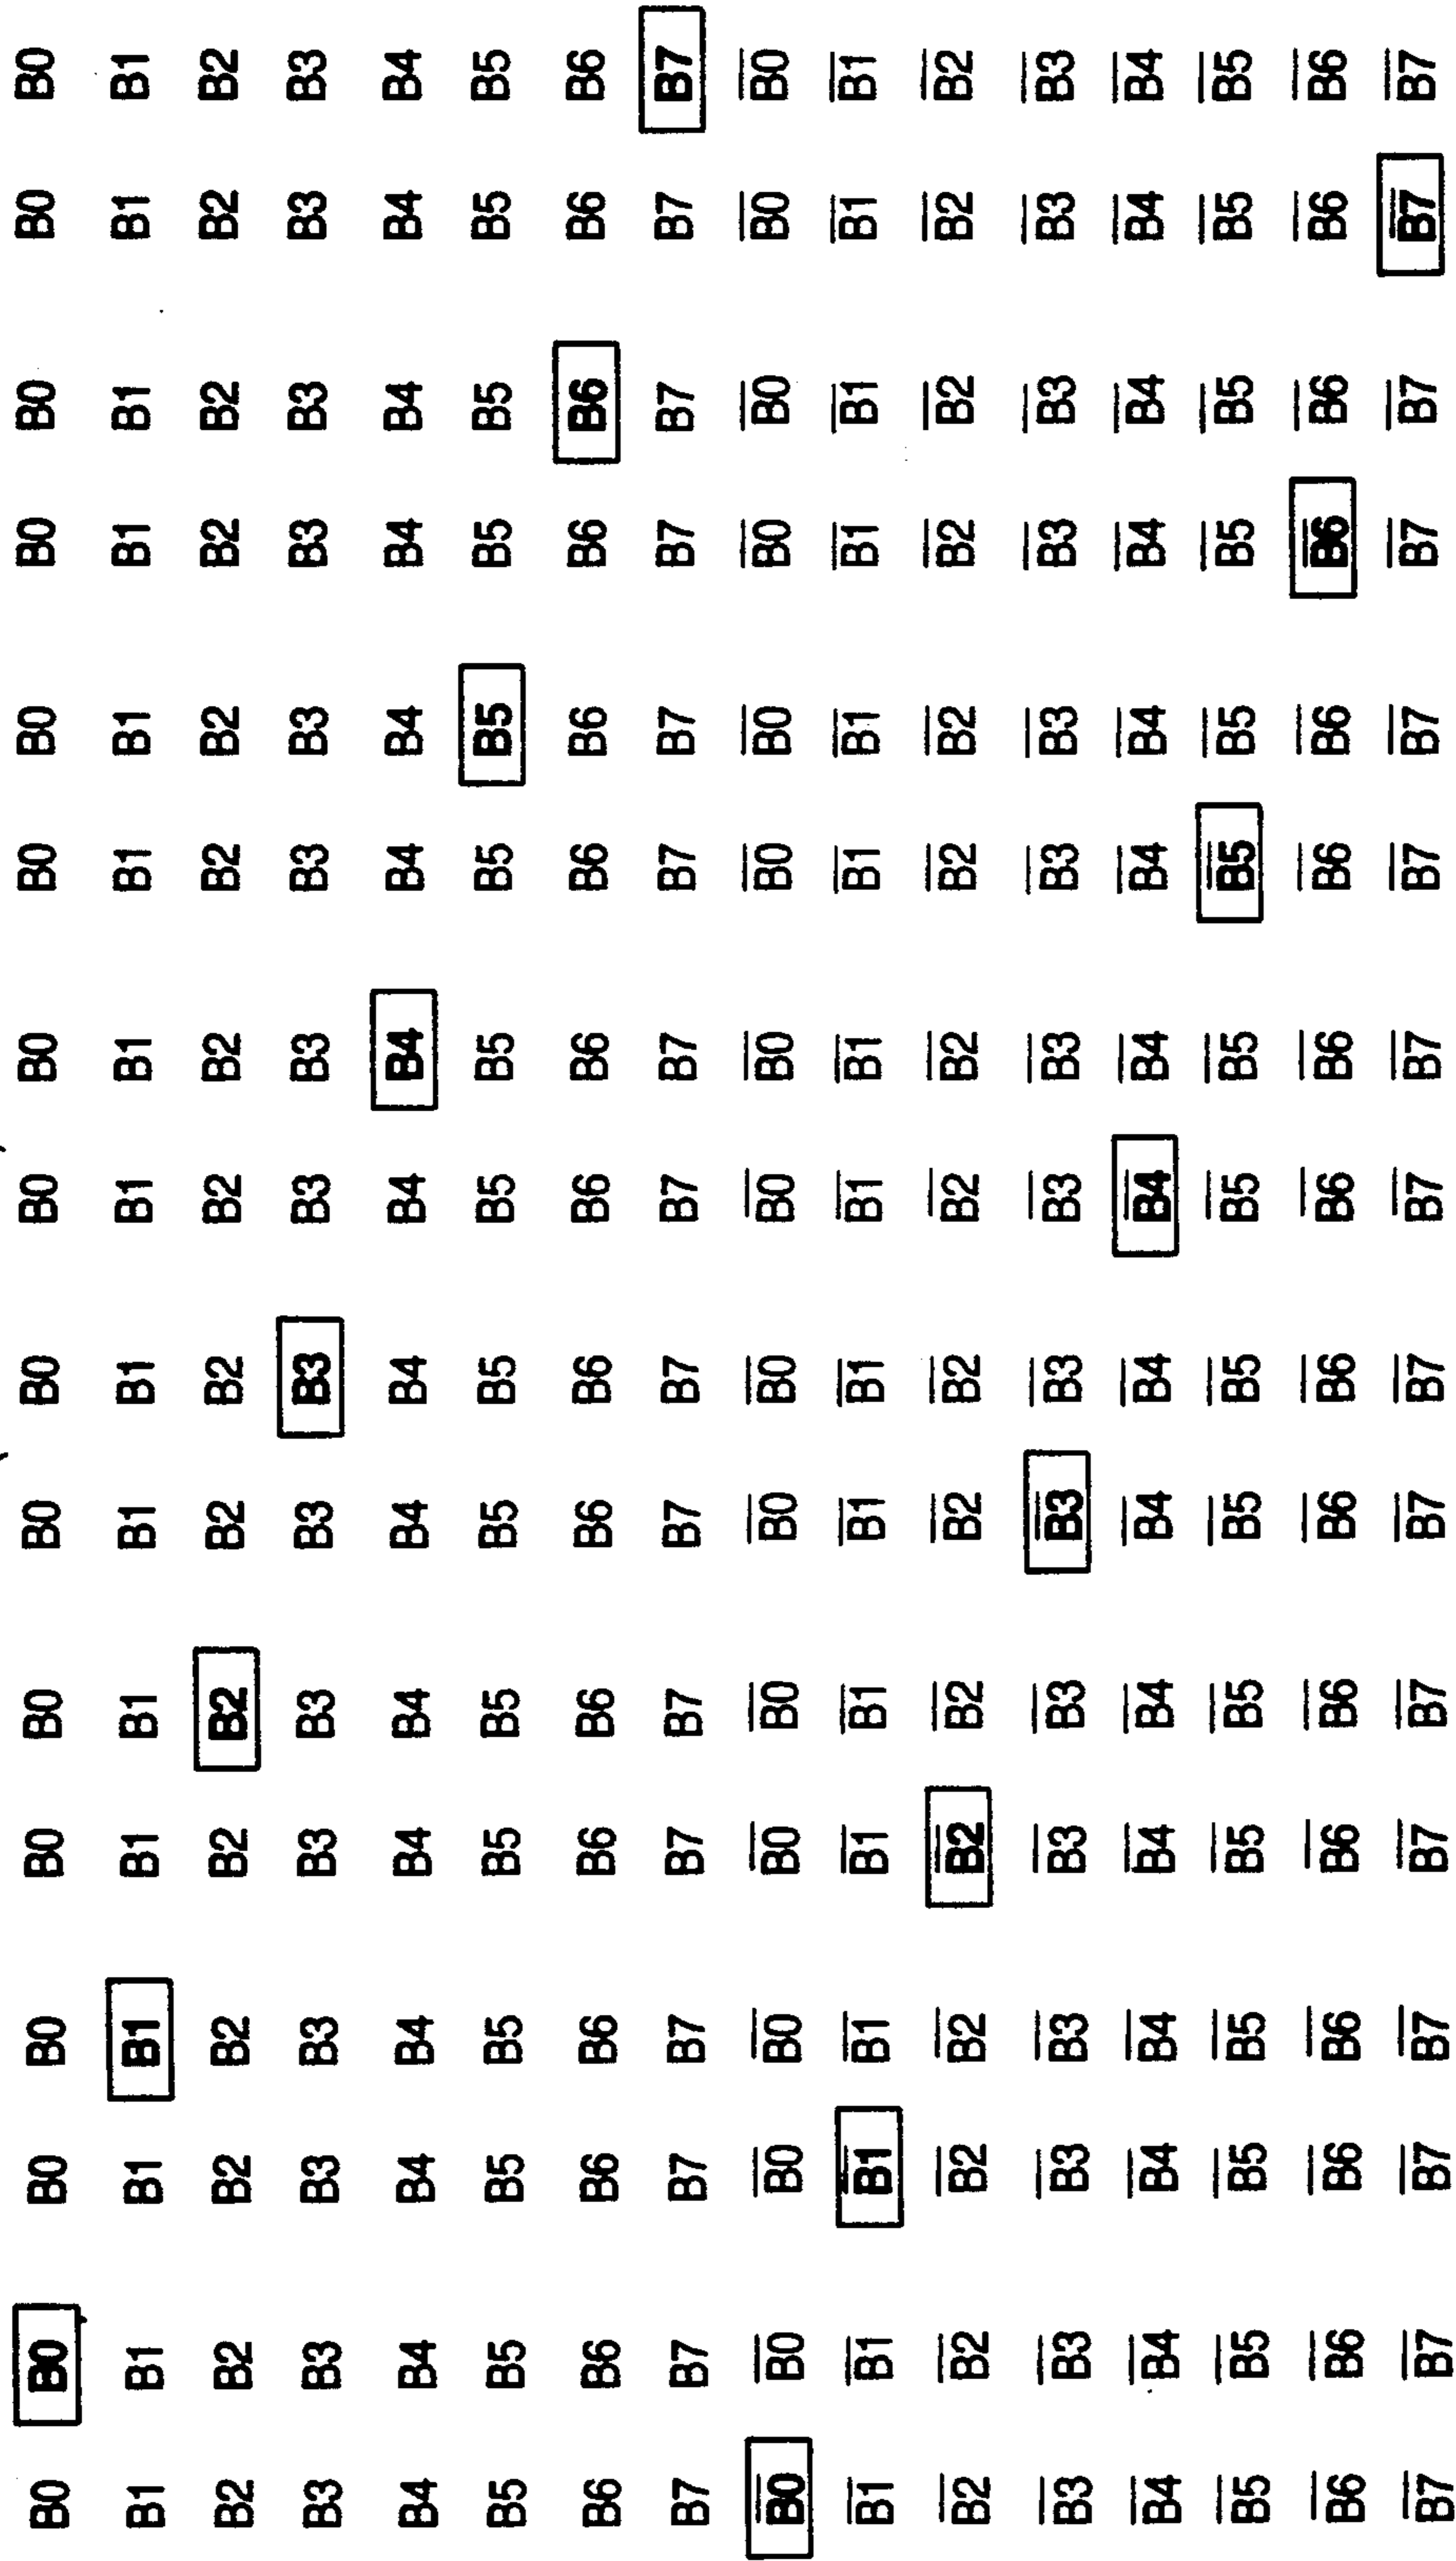 B0 B0 B0 B0 B0 B0 B0 B0 B0 B0 B0 B0 B0 B0 B0 B0
B1 B1 B1 B1 B1 B1 B1 B1 B1 B1 B1 B1 B1 B1 B1 B1
B2 B2 B2 B2 B2 B2 B2 B2 B2 B2 B2 B2 B2 B2 B2 B2
B3 B3 B3 B3 B3 B3 B3 B3 B3 B3 B3 B3 B3 B3 B3 B3
B4 B4 B4 B4 B4 B4 B4 B4 B4 B4 B4 B4 B4 B4 B4 B4
B5 B5 B5 B5 B5 B5 B5 B5 B5 B5 B5 B5 B5 B5 B5 B5
B6 B6 B6 B6 B6 B6 B6 B6 B6 B6 B6 B6 B6 B6 B6 B6
B7 B7 B7 B7 B7 B7 B7 B7 B7 B7 B7 B7 B7 B7 B7 B7
B̅0̅ B̅0̅ B̅0̅ B̅0̅ B̅0̅ B̅0̅ B̅0̅ B̅0̅ B̅0̅ B̅0̅ B̅0̅ B̅0̅ B̅0̅ B̅0̅ B̅0̅ B̅0̅
B̅1̅ B̅1̅ B̅1̅ B̅1̅ B̅1̅ B̅1̅ B̅1̅ B̅1̅ B̅1̅ B̅1̅ B̅1̅ B̅1̅ B̅1̅ B̅1̅ B̅1̅ B̅1̅
B̅2̅ B̅2̅ B̅2̅ B̅2̅ B̅2̅ B̅2̅ B̅2̅ B̅2̅ B̅2̅ B̅2̅ B̅2̅ B̅2̅ B̅2̅ B̅2̅ B̅2̅ B̅2̅
B̅3̅ B̅3̅ B̅3̅ B̅3̅ B̅3̅ B̅3̅ B̅3̅ B̅3̅ B̅3̅ B̅3̅ B̅3̅ B̅3̅ B̅3̅ B̅3̅ B̅3̅ B̅3̅
B̅4̅ B̅4̅ B̅4̅ B̅4̅ B̅4̅ B̅4̅ B̅4̅ B̅4̅ B̅4̅ B̅4̅ B̅4̅ B̅4̅ B̅4̅ B̅4̅ B̅4̅ B̅4̅
B̅5̅ B̅5̅ B̅5̅ B̅5̅ B̅5̅ B̅5̅ B̅5̅ B̅5̅ B̅5̅ B̅5̅ B̅5̅ B̅5̅ B̅5̅ B̅5̅ B̅5̅ B̅5̅
B̅6̅ B̅6̅ B̅6̅ B̅6̅ B̅6̅ B̅6̅ B̅6̅ B̅6̅ B̅6̅ B̅6̅ B̅6̅ B̅6̅ B̅6̅ B̅6̅ B̅6̅ B̅6̅
B̅7̅ B̅7̅ B̅7̅ B̅7̅ B̅7̅ B̅7̅ B̅7̅ B̅7̅ B̅7̅ B̅7̅ B̅7̅ B̅7̅ B̅7̅ B̅7̅ B̅7̅ B̅7̅